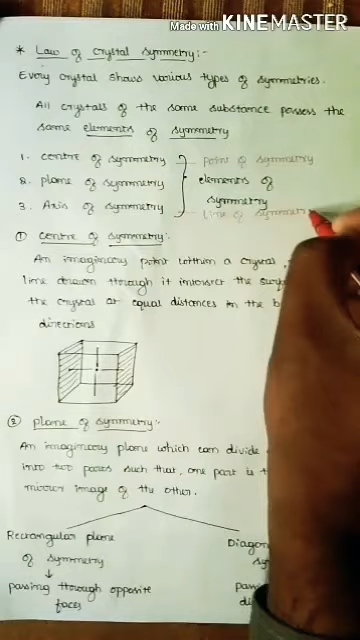 Made with KINEMASTER
* Law of crystal symmetry:-
Every crystal shows various types of symmetries.
All crystals of the same substance possess the
same elements of symmetry
1. centre of symmetry — point of symmetry
2. plane of symmetry elements of
3. Axis of symmetry symmetry
line of symmetr
① centre of symmetry:
An imaginary point within a crystal,
line drawn through it intersect the
the crystal at equal distances in the
directions
② plane of symmetry:-
An imaginary plane which can divide
into two parts such that, one part is
mirror image of the other.
Rectangular plane
of symmetry
passing through opposite
faces